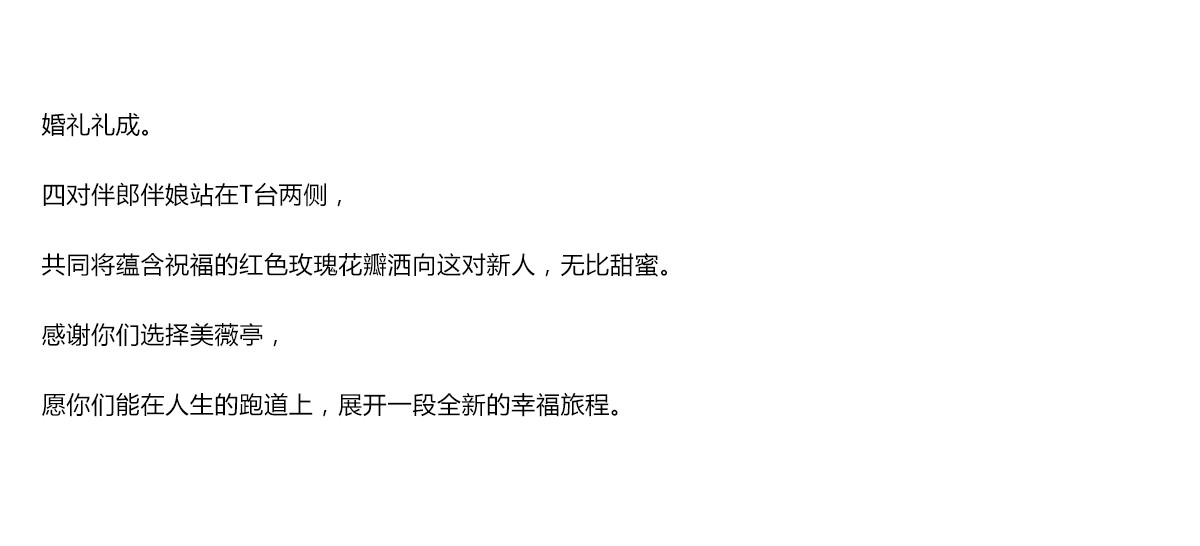 婚礼礼成。
四对伴郎伴娘站在T台两侧，
共同将蕴含祝福的红色玫瑰花瓣洒向这对新人，无比甜蜜。
感谢你们选择美薇亭，
愿你们能在人生的跑道上，展开一段全新的幸福旅程。